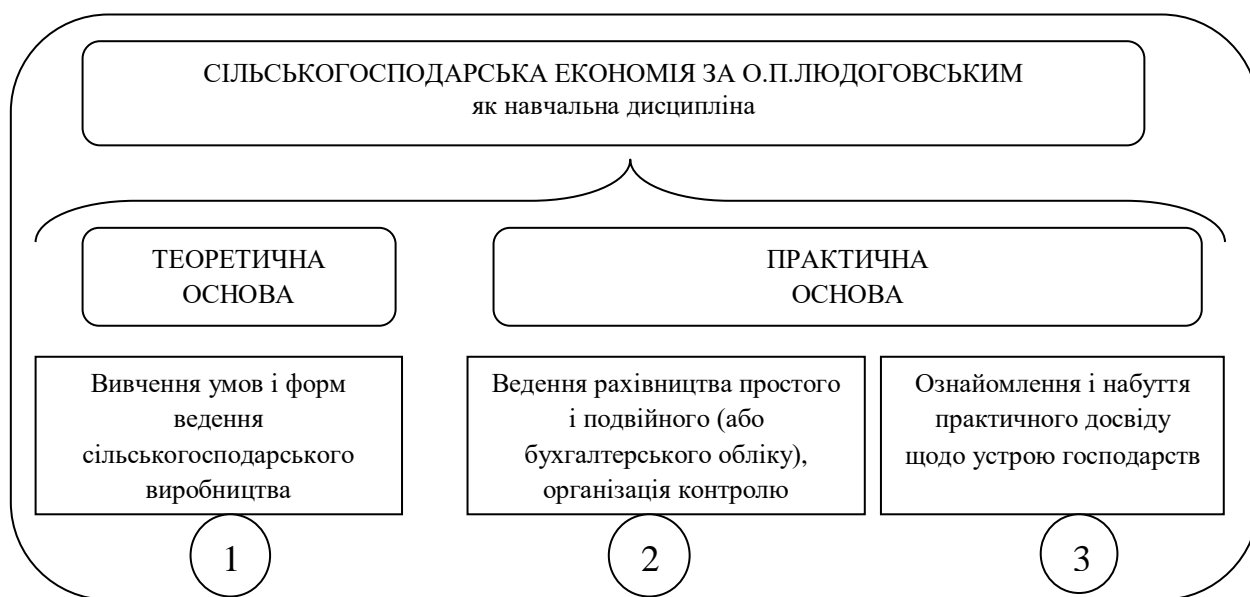 СІЛЬСЬКОГОСПОДАРСЬКА ЕКОНОМІЯ ЗА О.П.ЛЮДОГОВСЬКИМ
як навчальна дисципліна
ТЕОРЕТИЧНА
ОСНОВА
ПРАКТИЧНА
ОСНОВА
Вивчення умов і форм
ведення
сільськогосподарського
виробництва
Ведення рахівництва простого
і подвійного (або
бухгалтерського обліку),
організація контролю
Ознайомлення і набуття
практичного досвіду
щодо устрою господарств
1
2
3